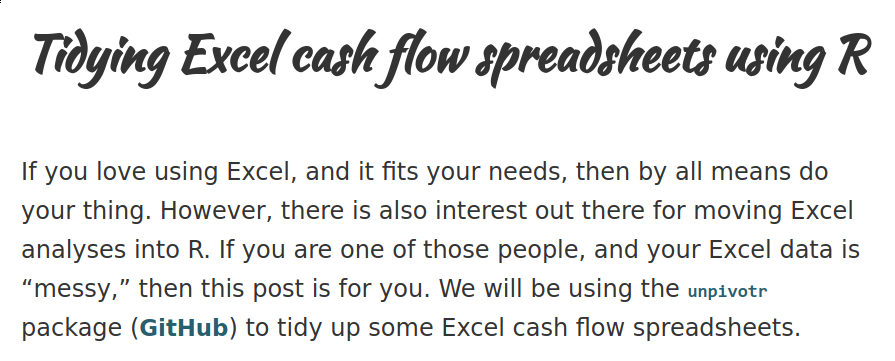 Tidying Excel cash flow spreadsheets using R
If you love using Excel, and it fits your needs, then by all means do
your thing. However, there is also interest out there for moving Excel
analyses into R. If you are one of those people, and your Excel data is
“messy,” then this post is for you. We will be using the unpivotr
package (GitHub) to tidy up some Excel cash flow spreadsheets.